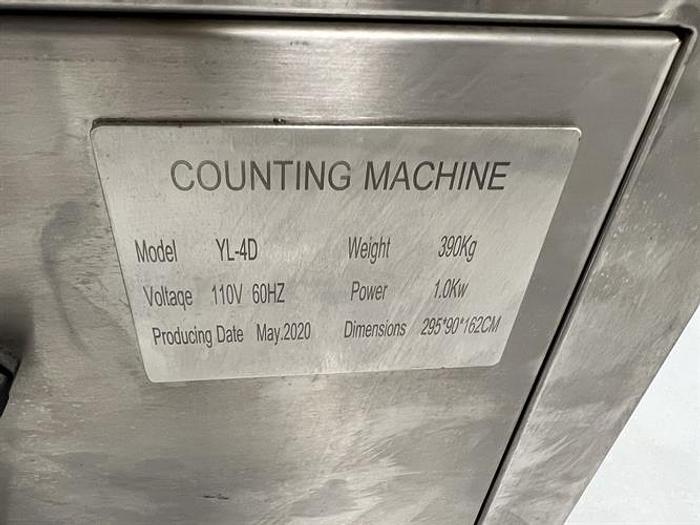 COUNTING MACHINE
Model YL-4D Weight 390Kg
Voltage 110V 60HZ Power 1.0Kw
Producing Date May.2020 Dimensions 295*90*162CM